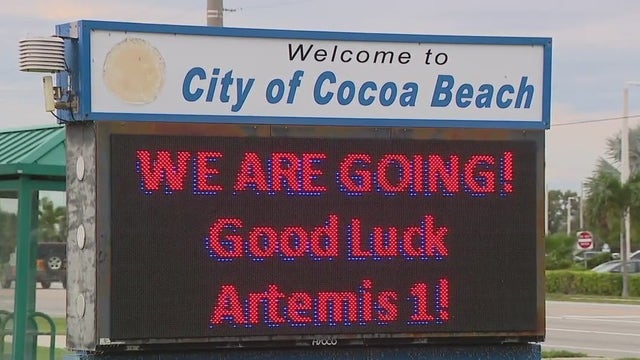 Welcome to
City of Cocoa Beach
WE ARE GOING!
Good Luck
Artemis 1!